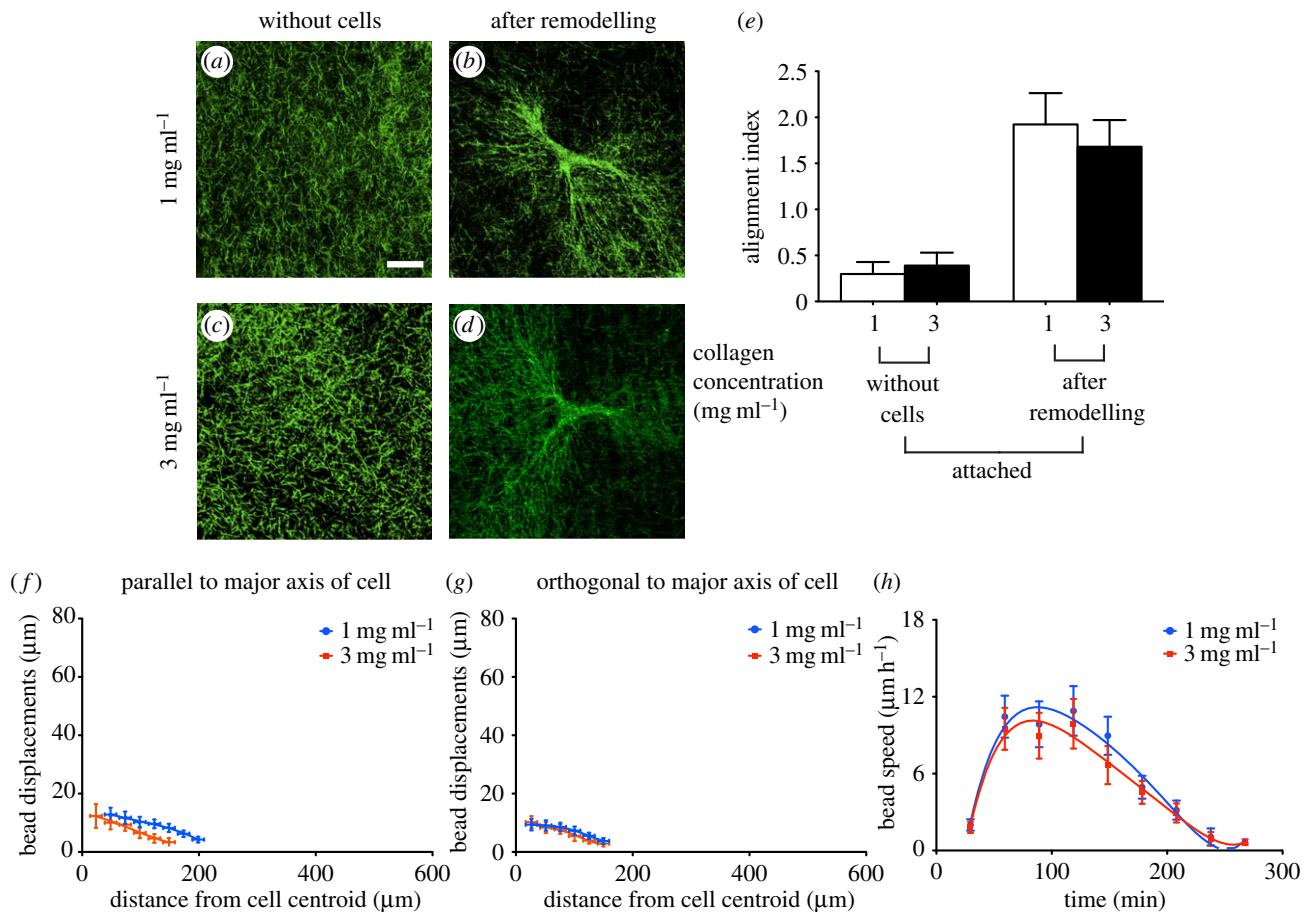 without cells
after remodelling
(a)
(b)
1 mg ml⁻¹
(c)
(d)
3 mg ml⁻¹
(e)
2.5
2.0
1.5
1.0
0.5
0
alignment index
1 3 1 3
collagen
concentration
(mg ml⁻¹)
without
cells
after
remodelling
attached
(f) parallel to major axis of cell
80
60
40
20
0
bead displacements (µm)
1 mg ml⁻¹
3 mg ml⁻¹
0 200 400 600
distance from cell centroid (µm)
(g) orthogonal to major axis of cell
80
60
40
20
0
bead displacements (µm)
1 mg ml⁻¹
3 mg ml⁻¹
0 200 400 600
distance from cell centroid (µm)
(h)
18
12
6
0
bead speed (µm h⁻¹)
1 mg ml⁻¹
3 mg ml⁻¹
0 100 200 300
time (min)